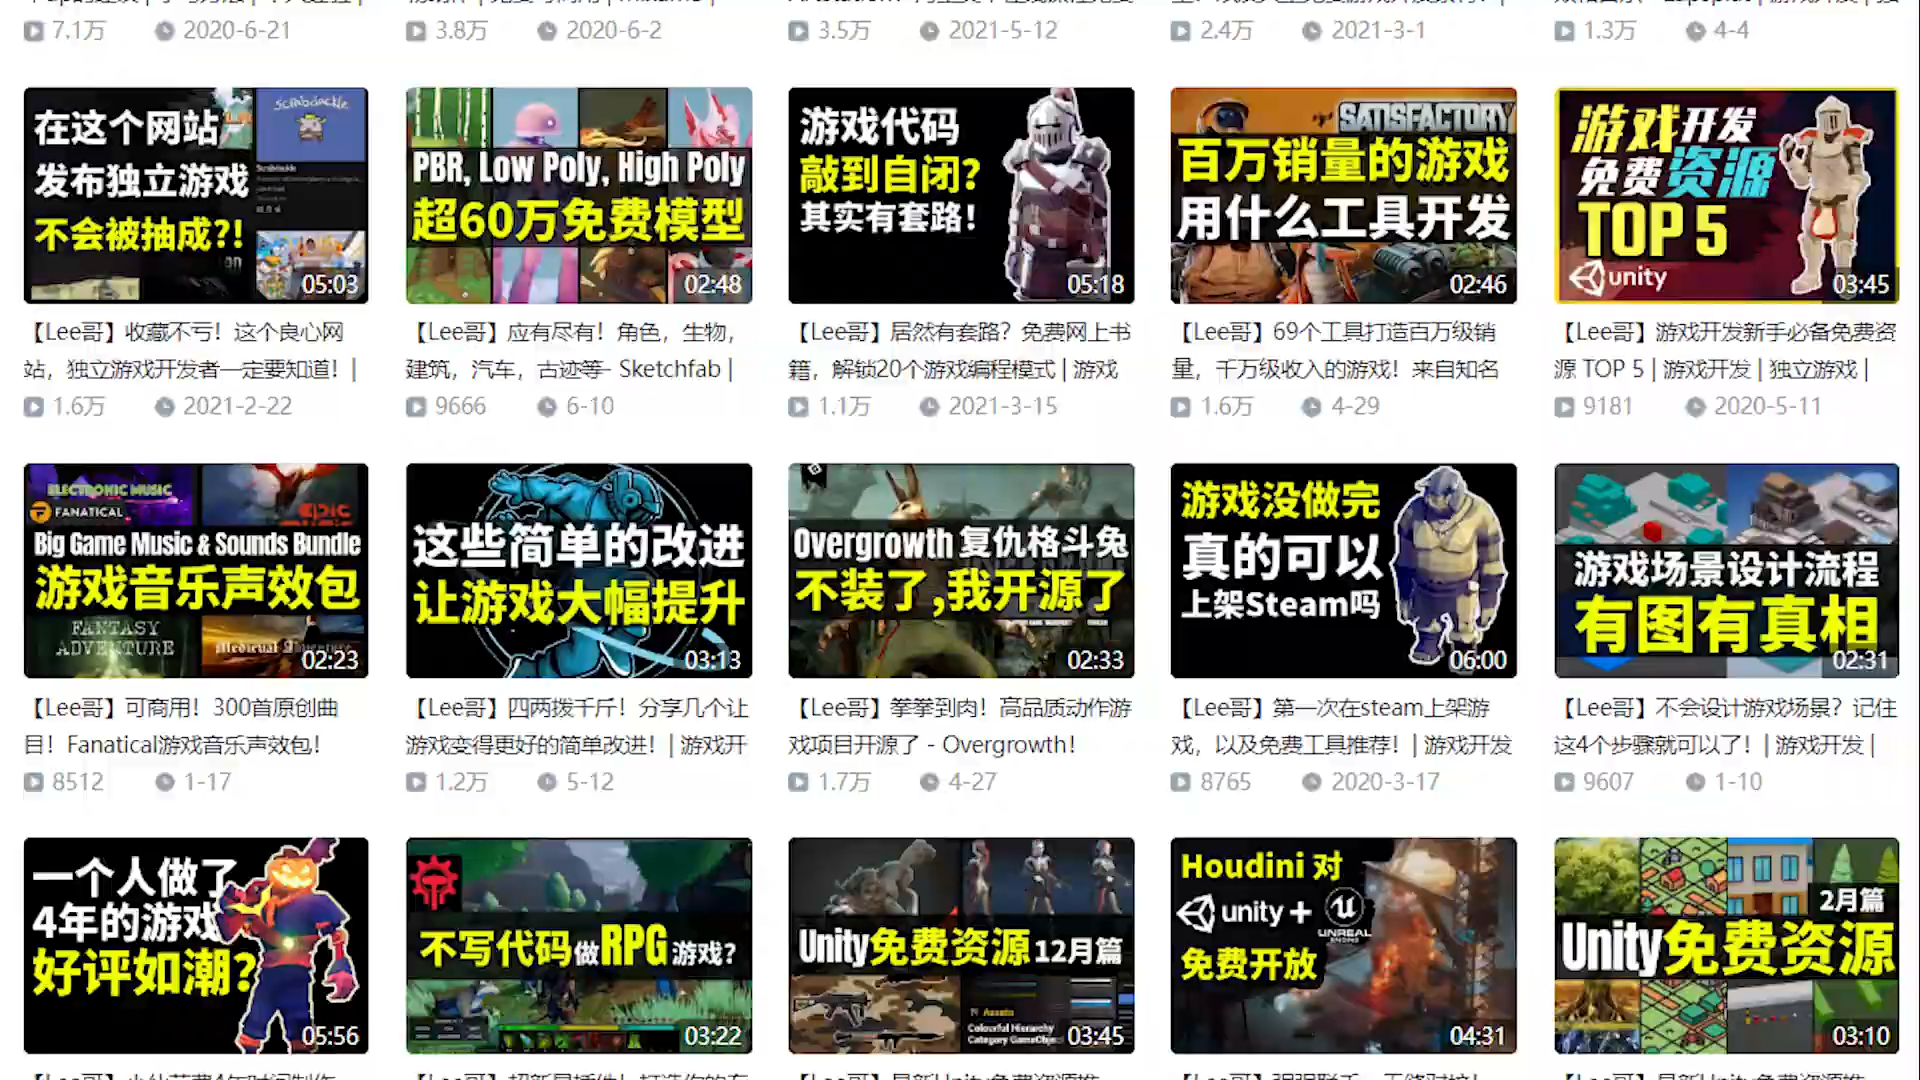 7.1万 2020-6-21
3.8万 2020-6-2
3.5万 2021-5-12
2.4万 2021-3-1
1.3万 4-4
在这个网站
发布独立游戏
不会被抽成?!
Scrabdackle
05:03
【Lee哥】收藏不亏！这个良心网
站，独立游戏开发者一定要知道！|
1.6万 2021-2-22
PBR, Low Poly, High Poly
超60万免费模型
02:48
【Lee哥】应有尽有！角色，生物，
建筑，汽车，古迹等- Sketchfab |
9666 6-10
游戏代码
敲到自闭?
其实有套路!
05:18
【Lee哥】居然有套路？免费网上书
籍，解锁20个游戏编程模式 | 游戏
1.1万 2021-3-15
SATISFACTORY
百万销量的游戏
用什么工具开发
02:46
【Lee哥】69个工具打造百万级销
量，千万级收入的游戏！来自知名
1.6万 4-29
游戏开发
免费资源
TOP 5
unity
03:45
【Lee哥】游戏开发新手必备免费资
源 TOP 5 | 游戏开发 | 独立游戏 |
9181 2020-5-11
ELECTRONIC MUSIC
FANATICAL
EPIC
Big Game Music & Sounds Bundle
游戏音乐声效包
FANTASY
ADVENTURE
Medieval Adventure
02:23
【Lee哥】可商用！300首原创曲
目！Fanatical游戏音乐声效包！
8512 1-17
这些简单的改进
让游戏大幅提升
03:13
【Lee哥】四两拨千斤！分享几个让
游戏变得更好的简单改进！| 游戏开
1.2万 5-12
Overgrowth 复仇格斗兔
不装了,我开源了
02:33
【Lee哥】拳拳到肉！高品质动作游
戏项目开源了 - Overgrowth！
1.7万 4-27
游戏没做完
真的可以
上架Steam吗
06:00
【Lee哥】第一次在steam上架游
戏，以及免费工具推荐！| 游戏开发
8765 2020-3-17
游戏场景设计流程
有图有真相
02:31
【Lee哥】不会设计游戏场景？记住
这4个步骤就可以了！| 游戏开发 |
9607 1-10
一个人做了
4年的游戏
好评如潮?
05:56
不写代码做RPG游戏?
03:22
Unity免费资源 12月篇
Colourful Hierarchy
Category GameObject
03:45
Houdini 对
unity +
UNREAL
ENGINE
免费开放
04:31
2月篇
Unity免费资源
03:10